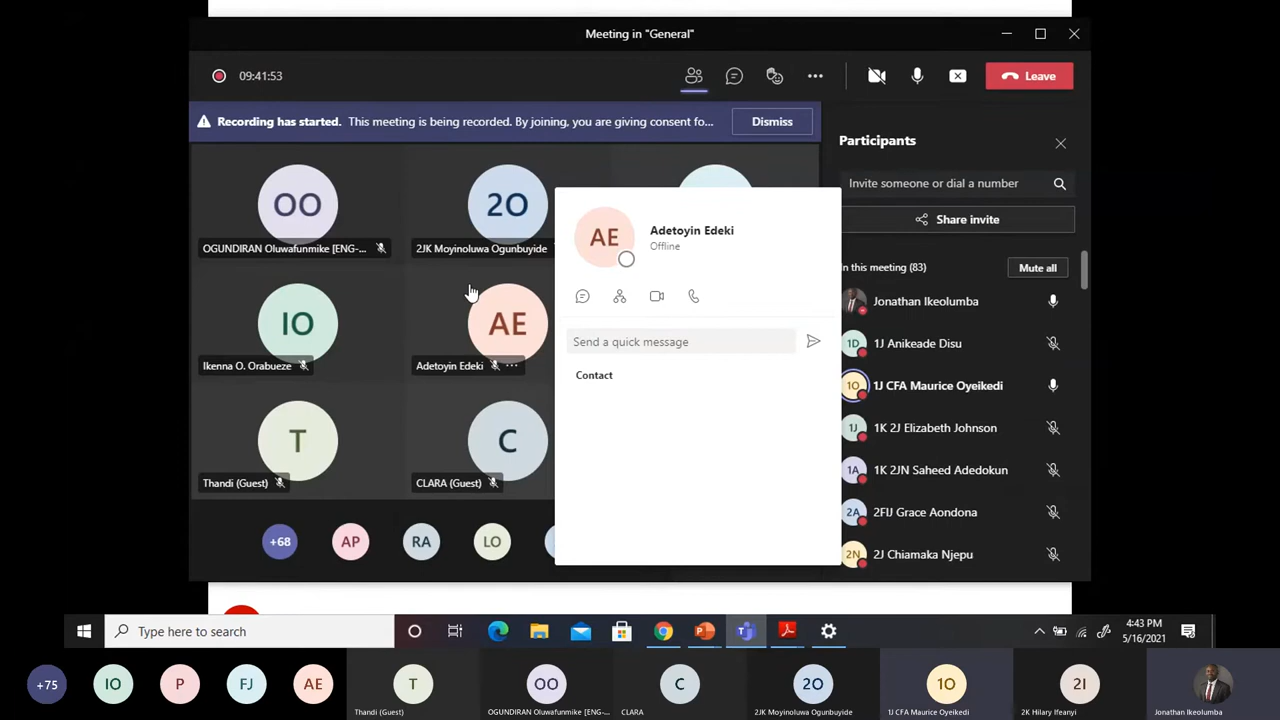 Meeting in "General"
09:41:53
Leave
Recording has started. This meeting is being recorded. By joining, you are giving consent fo...
Dismiss
Participants
Invite someone or dial a number
Share invite
In this meeting (83)
Mute all
Jonathan Ikeolumba
1D
1J Anikeade Disu
1O
1J CFA Maurice Oyeikedi
1J
1K 2J Elizabeth Johnson
1A
1K 2JN Saheed Adedokun
2A
2FIJ Grace Aondona
2N
2J Chiamaka Njepu
OO
OGUNDIRAN Oluwafunmike [ENG-...
2O
2JK Moyinoluwa Ogunbuyide
IO
Ikenna O. Orabueze
AE
Adetoyin Edeki
T
Thandi (Guest)
C
CLARA (Guest)
AE
Adetoyin Edeki
Offline
Send a quick message
Contact
+68
AP
RA
LO
Type here to search
4:43 PM
5/16/2021
+75
IO
P
FJ
AE
T
Thandi (Guest)
OO
OGUNDIRAN Oluwafunmike [ENG-...
C
CLARA
2O
2JK Moyinoluwa Ogunbuyide
1O
1J CFA Maurice Oyeikedi
2I
2K Hilary Ifeanyi
Jonathan Ikeolumba